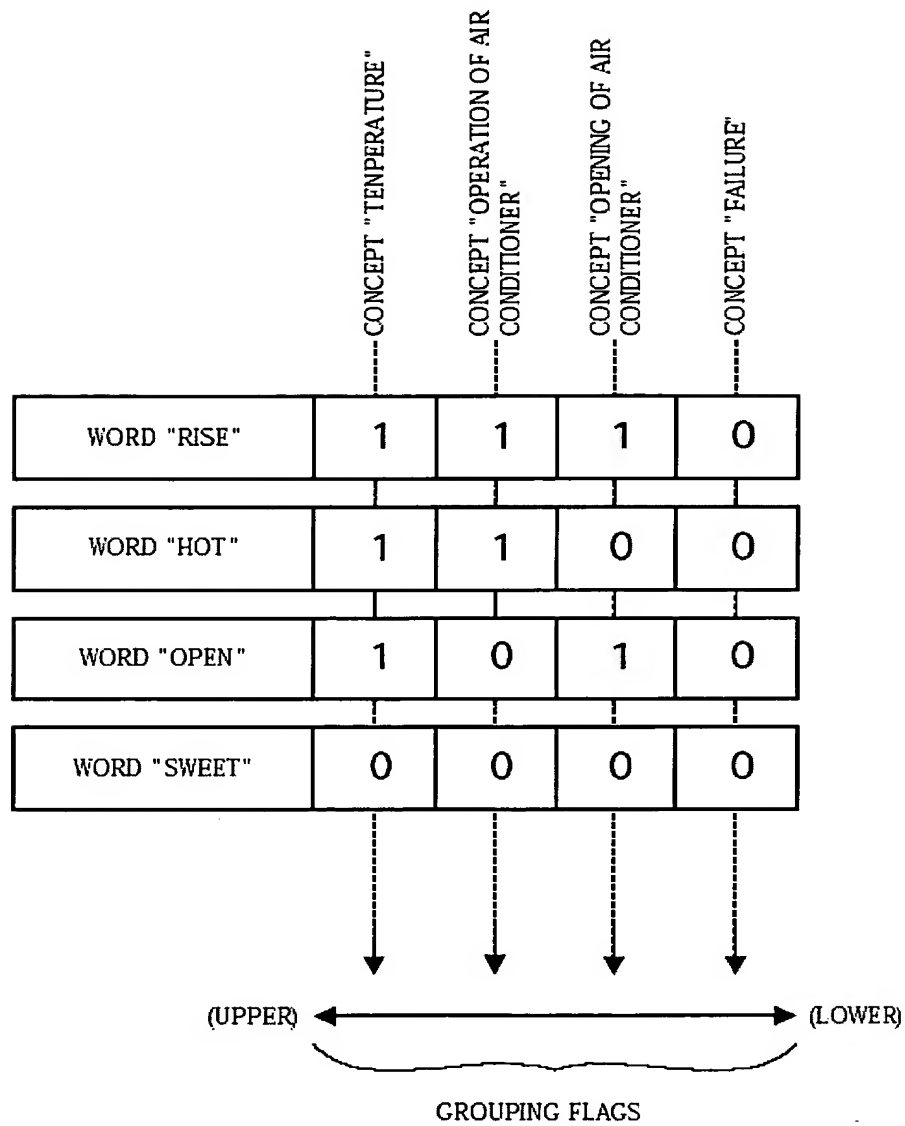 CONCEPT "TENPERATURE"
CONCEPT "OPERATION OF AIR
CONDITIONER"
CONCEPT "OPENING OF AIR
CONDITIONER"
CONCEPT "FAILURE"
WORD "RISE" 1 1 1 0
WORD "HOT" 1 1 0 0
WORD "OPEN" 1 0 1 0
WORD "SWEET" 0 0 0 0
(UPPER) (LOWER)
GROUPING FLAGS